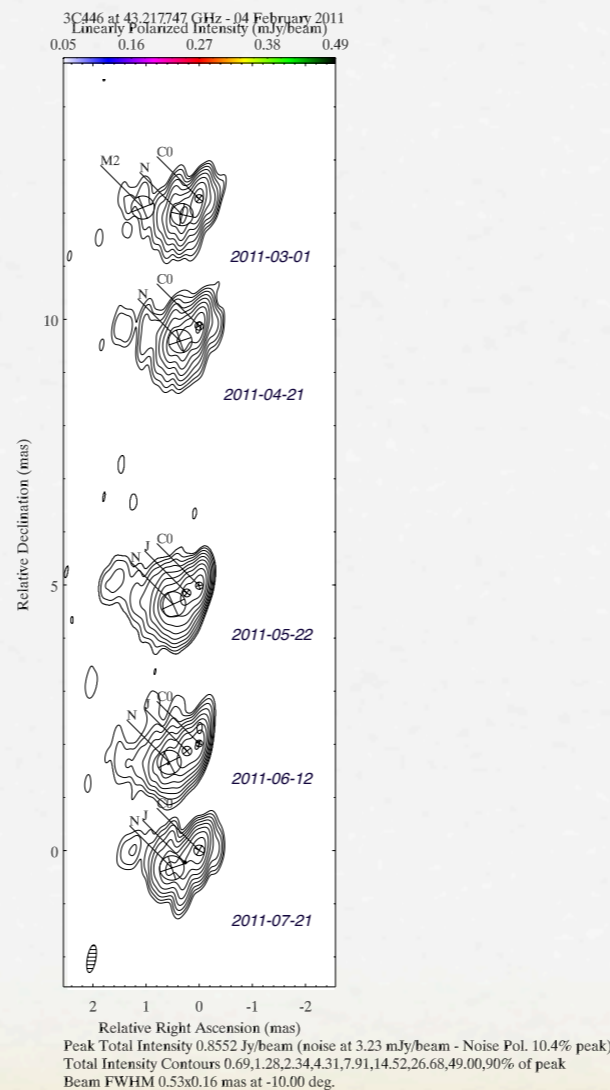 3C446 at 43.217747 GHz - 04 February 2011
Linearly Polarized Intensity (mJy/beam)
0.05 0.16 0.27 0.38 0.49
C0
M2
N
2011-03-01
C0
N
10
2011-04-21
C0
J
N
5
2011-05-22
C0
J
N
2011-06-12
C0
J
N
0
2011-07-21
Relative Declination (mas)
2 1 0 -1 -2
Relative Right Ascension (mas)
Peak Total Intensity 0.8552 Jy/beam (noise at 3.23 mJy/beam - Noise Pol. 10.4% peak)
Total Intensity Contours 0.69,1.28,2.34,4.31,7.91,14.52,26.68,49.00,90% of peak
Beam FWHM 0.53x0.16 mas at -10.00 deg.